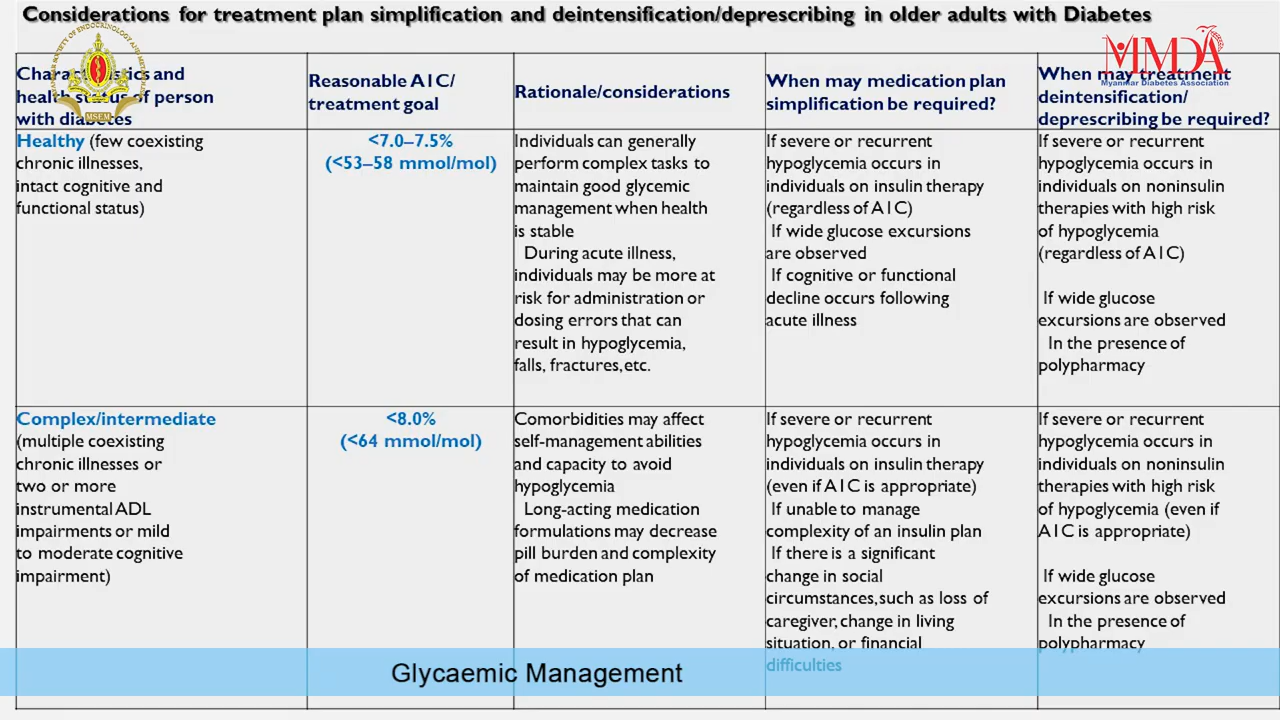 Considerations for treatment plan simplification and deintensification/deprescribing in older adults with Diabetes
MMDA
Myanmar Diabetes Association
MSEM
Characteristics and
health status of person
with diabetes
Reasonable A1C/
treatment goal
Rationale/considerations
When may medication plan
simplification be required?
When may treatment
deintensification/
deprescribing be required?
Healthy (few coexisting
chronic illnesses,
intact cognitive and
functional status)
<7.0–7.5%
(<53–58 mmol/mol)
Individuals can generally
perform complex tasks to
maintain good glycemic
management when health
is stable
During acute illness,
individuals may be more at
risk for administration or
dosing errors that can
result in hypoglycemia,
falls, fractures, etc.
If severe or recurrent
hypoglycemia occurs in
individuals on insulin therapy
(regardless of A1C)
If wide glucose excursions
are observed
If cognitive or functional
decline occurs following
acute illness
If severe or recurrent
hypoglycemia occurs in
individuals on noninsulin
therapies with high risk
of hypoglycemia
(regardless of A1C)
If wide glucose
excursions are observed
In the presence of
polypharmacy
Complex/intermediate
(multiple coexisting
chronic illnesses or
two or more
instrumental ADL
impairments or mild
to moderate cognitive
impairment)
<8.0%
(<64 mmol/mol)
Comorbidities may affect
self-management abilities
and capacity to avoid
hypoglycemia
Long-acting medication
formulations may decrease
pill burden and complexity
of medication plan
If severe or recurrent
hypoglycemia occurs in
individuals on insulin therapy
(even if A1C is appropriate)
If unable to manage
complexity of an insulin plan
If there is a significant
change in social
circumstances, such as loss of
caregiver, change in living
situation, or financial
difficulties
If severe or recurrent
hypoglycemia occurs in
individuals on noninsulin
therapies with high risk
of hypoglycemia (even if
A1C is appropriate)
If wide glucose
excursions are observed
In the presence of
polypharmacy
Glycaemic Management